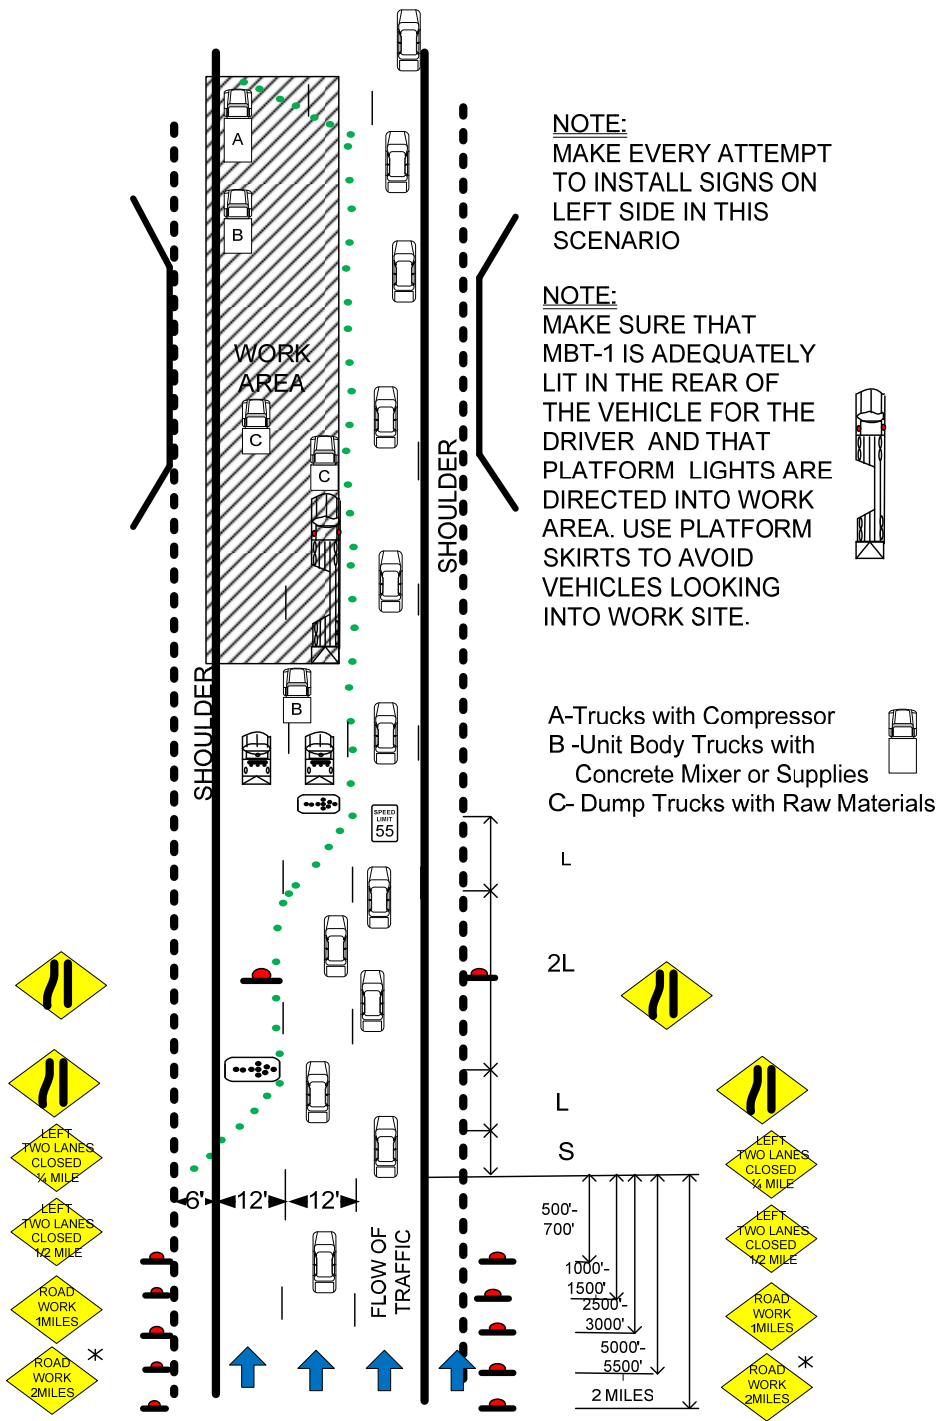 NOTE:
MAKE EVERY ATTEMPT
TO INSTALL SIGNS ON
LEFT SIDE IN THIS
SCENARIO
NOTE:
MAKE SURE THAT
MBT-1 IS ADEQUATELY
LIT IN THE REAR OF
THE VEHICLE FOR THE
DRIVER AND THAT
PLATFORM LIGHTS ARE
DIRECTED INTO WORK
AREA. USE PLATFORM
SKIRTS TO AVOID
VEHICLES LOOKING
INTO WORK SITE.
A-Trucks with Compressor
B -Unit Body Trucks with
Concrete Mixer or Supplies
C- Dump Trucks with Raw Materials
A
B
WORK
AREA
C
C
B
SHOULDER
SHOULDER
SPEED
LIMIT
55
L
2L
L
S
6'
12'
12'
FLOW OF
TRAFFIC
500'-
700'
1000'-
1500'
2500'-
3000'
5000'-
5500'
2 MILES
LEFT
TWO LANES
CLOSED
¼ MILE
LEFT
TWO LANES
CLOSED
1/2 MILE
ROAD
WORK
1MILES
ROAD
WORK
2MILES
*
LEFT
TWO LANES
CLOSED
¼ MILE
LEFT
TWO LANES
CLOSED
1/2 MILE
ROAD
WORK
1MILES
ROAD
WORK
2MILES
*